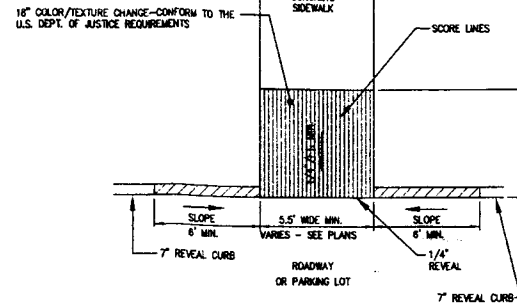 SIDEWALK
18" COLOR/TEXTURE CHANGE-CONFORM TO THE
U.S. DEPT. OF JUSTICE REQUIREMENTS
SCORE LINES
SLOPE
6' MIN.
5.5' WIDE MIN.
VARIES - SEE PLANS
SLOPE
6' MIN.
7" REVEAL CURB
1/4"
REVEAL
ROADWAY
OR PARKING LOT
7" REVEAL CURB